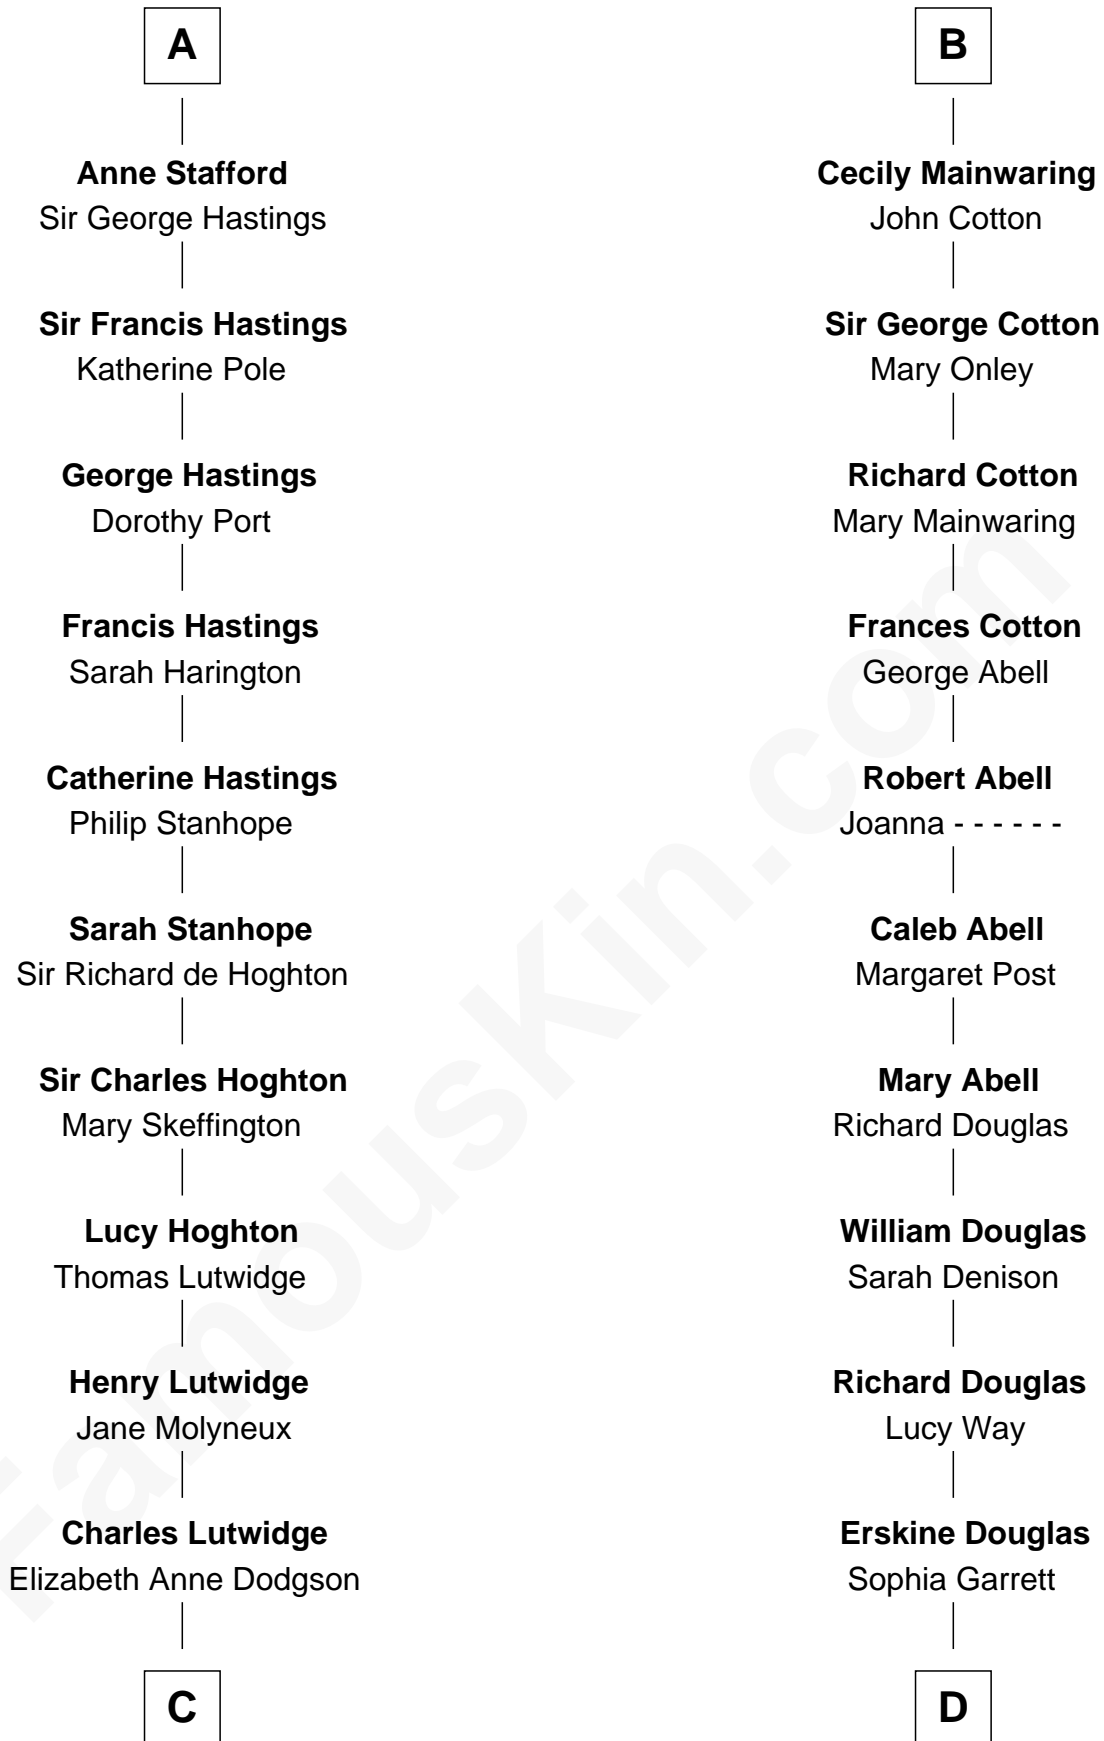 A
Anne Stafford
Sir George Hastings
Sir Francis Hastings
Katherine Pole
George Hastings
Dorothy Port
Francis Hastings
Sarah Harington
Catherine Hastings
Philip Stanhope
Sarah Stanhope
Sir Richard de Hoghton
Sir Charles Hoghton
Mary Skeffington
Lucy Hoghton
Thomas Lutwidge
Henry Lutwidge
Jane Molyneux
Charles Lutwidge
Elizabeth Anne Dodgson
C
B
Cecily Mainwaring
John Cotton
Sir George Cotton
Mary Onley
Richard Cotton
Mary Mainwaring
Frances Cotton
George Abell
Robert Abell
Joanna - - - - - -
Caleb Abell
Margaret Post
Mary Abell
Richard Douglas
William Douglas
Sarah Denison
Richard Douglas
Lucy Way
Erskine Douglas
Sophia Garrett
D
FamousKin.com